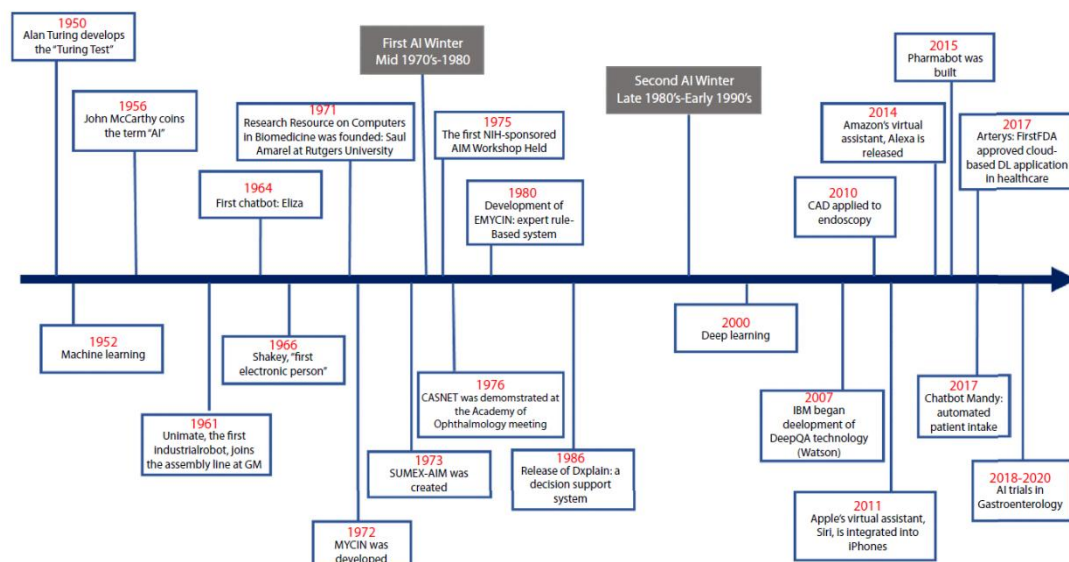 1950
Alan Turing develops
the “Turing Test”
1956
John McCarthy coins
the term “AI”
1964
First chatbot: Eliza
1971
Research Resource on Computers
in Biomedicine was founded: Saul
Amarel at Rutgers University
First AI Winter
Mid 1970’s-1980
1975
The first NIH-sponsored
AIM Workshop Held
1980
Development of
EMYCIN: expert rule-
Based system
Second AI Winter
Late 1980’s-Early 1990’s
2014
Amazon’s virtual
assistant, Alexa is
released
2010
CAD applied to
endoscopy
2015
Pharmabot was
built
2017
Arterys: FirstFDA
approved cloud-
based DL application
in healthcare
1952
Machine learning
1961
Unimate, the first
industrialrobot, joins
the assembly line at GM
1966
Shakey, “first
electronic person”
1972
MYCIN was
developed
1973
SUMEX-AIM was
created
1976
CASNET was demomstrated at
the Academy of
Ophthalmology meeting
1986
Release of Dxplain: a
decision support
system
2000
Deep learning
2007
IBM began
deelopment of
DeepQA technology
(Watson)
2011
Apple’s virtual assistant,
Siri, is integrated into
iPhones
2017
Chatbot Mandy:
automated
patient intake
2018-2020
AI trials in
Gastroenterology